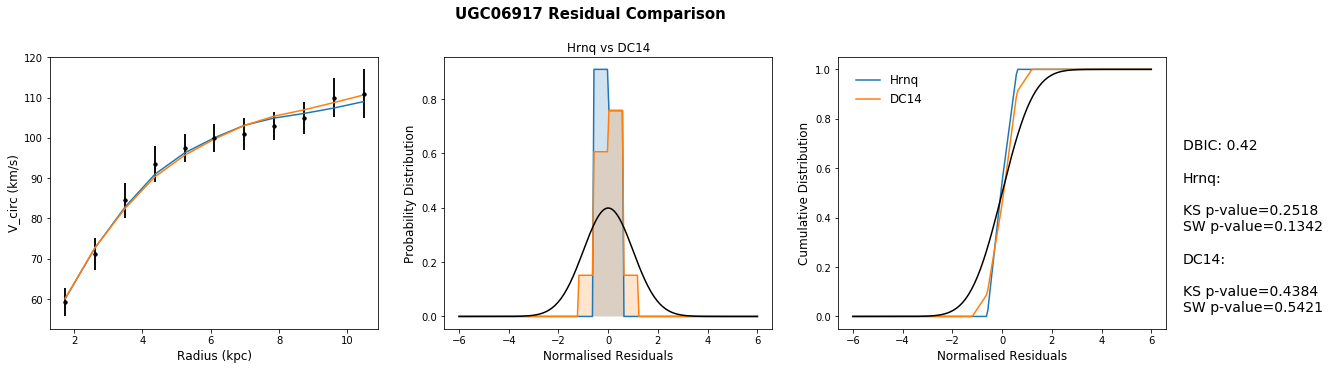 UGC06917 Residual Comparison
V_circ (km/s)
120
110
100
90
80
70
60
2 4 6 8 10
Radius (kpc)
Hrnq vs DC14
Probability Distribution
0.8
0.6
0.4
0.2
0.0
−6 −4 −2 0 2 4 6
Normalised Residuals
Cumulative Distribution
1.0
0.8
0.6
0.4
0.2
0.0
Hrnq
DC14
−6 −4 −2 0 2 4 6
Normalised Residuals
DBIC: 0.42
Hrnq:
KS p-value=0.2518
SW p-value=0.1342
DC14:
KS p-value=0.4384
SW p-value=0.5421